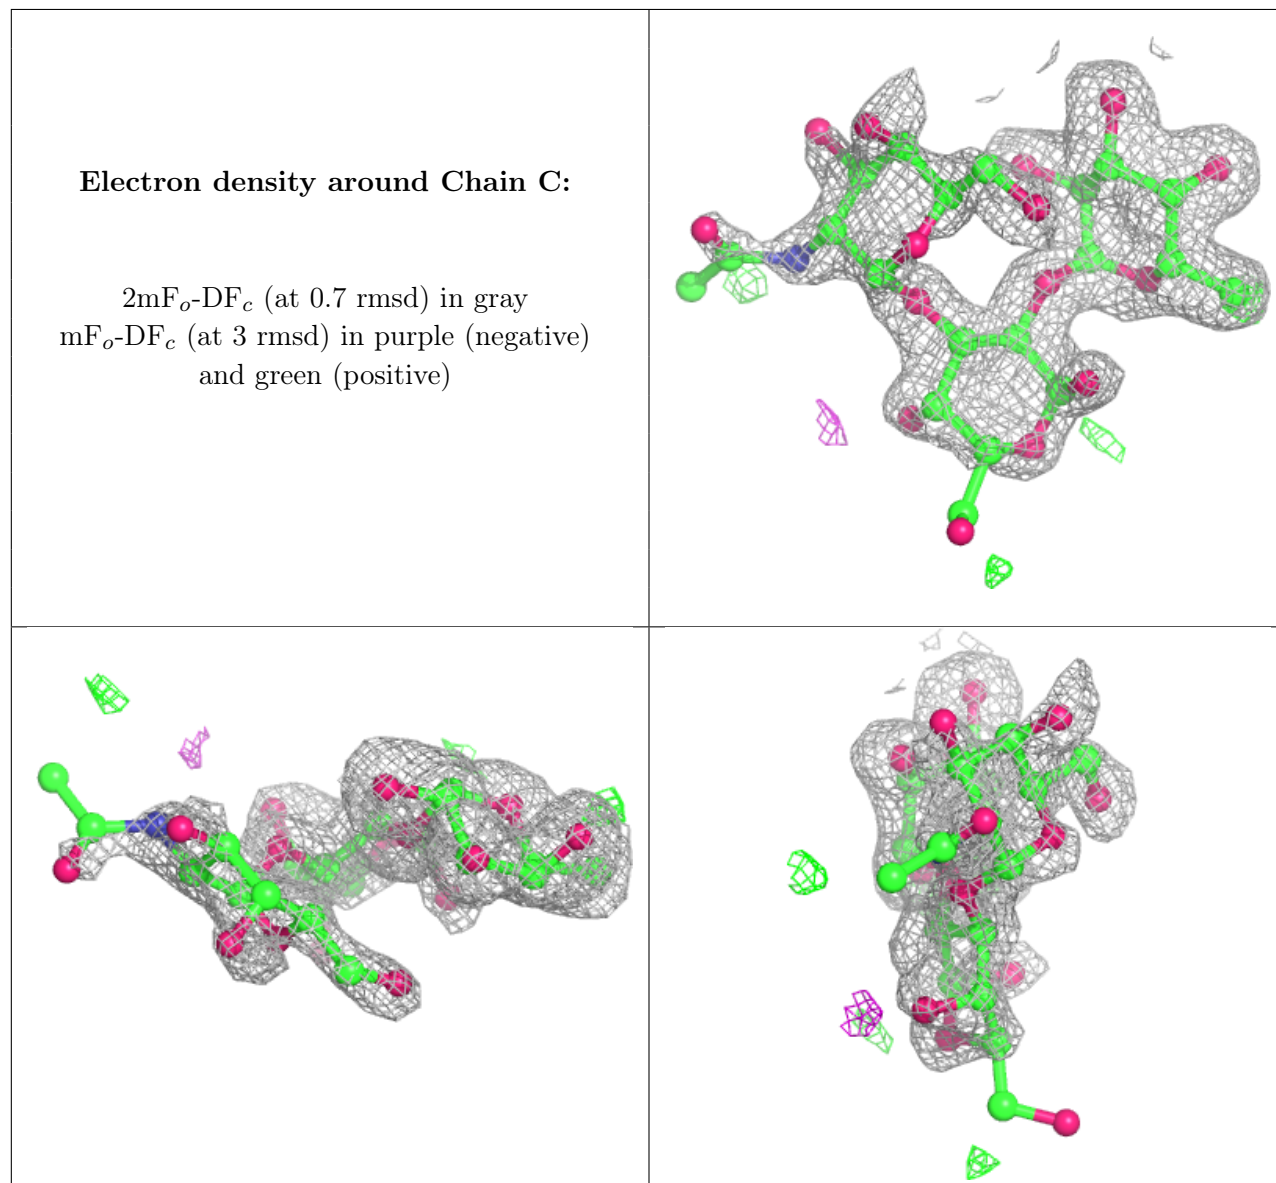 Electron density around Chain C:
2mFo-DFc (at 0.7 rmsd) in gray
mFo-DFc (at 3 rmsd) in purple (negative)
and green (positive)